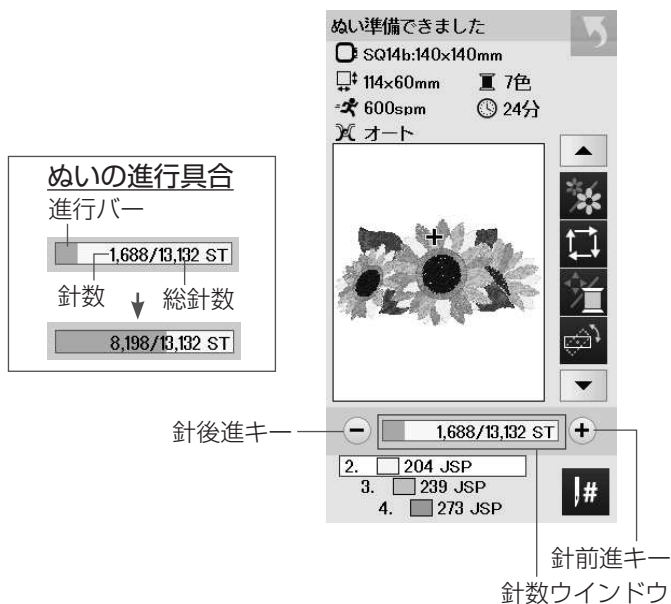 ぬいの進行具合
進行バー
1,688/13,132 ST
針数
総針数
8,198/13,132 ST
ぬい準備できました
SQ14b:140x140mm
114x60mm
7色
600spm
24分
オート
針後進キー
1,688/13,132 ST
2. 204 JSP
3. 239 JSP
4. 273 JSP
#
針前進キー
針数ウインドウ